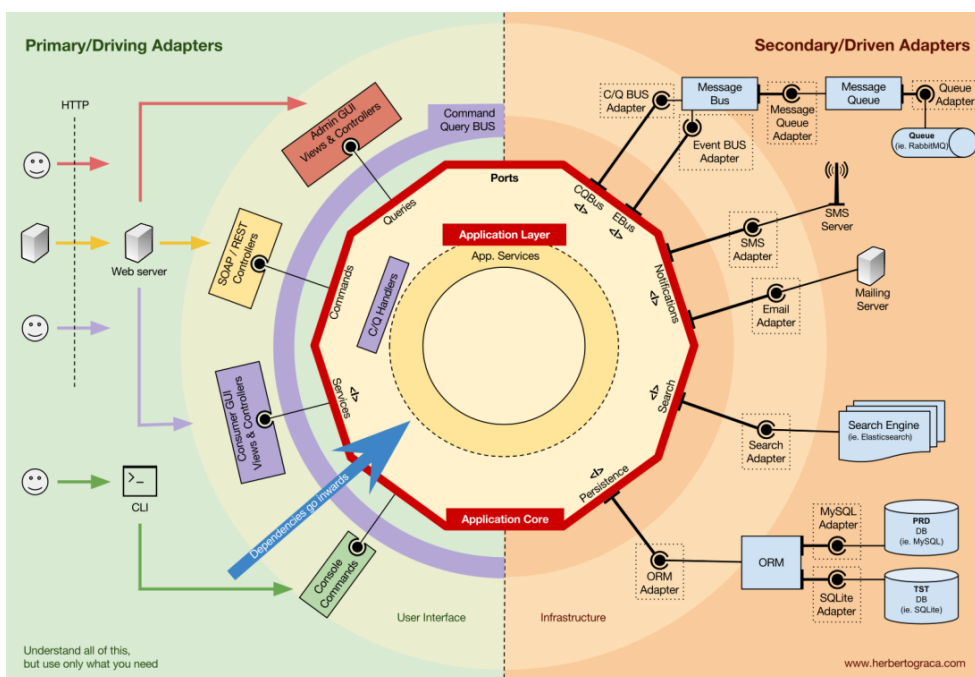 Primary/Driving Adapters
Secondary/Driven Adapters
HTTP
Web server
CLI
Admin GUI
Views & Controllers
SOAP / REST
Controllers
Consumer GUI
Views & Controllers
Console
Commands
Command
Query BUS
Ports
Queries
Commands
Services
</>
C/Q Handlers
Application Layer
App. Services
Application Core
Dependencies go inwards
CQBus
</>
EBus
</>
Notifications
</>
Search
</>
Persistence
</>
C/Q BUS
Adapter
Message
Bus
Event BUS
Adapter
Message
Queue
Adapter
Message
Queue
Queue
Adapter
Queue
(ie. RabbitMQ)
SMS
Server
SMS
Adapter
Email
Adapter
Mailing
Server
Search
Adapter
Search Engine
(ie. Elasticsearch)
ORM
Adapter
ORM
MySQL
Adapter
SQLite
Adapter
PRD
DB
(ie. MySQL)
TST
DB
(ie. SQLite)
User Interface
Infrastructure
Understand all of this,
but use only what you need
www.herbertograca.com